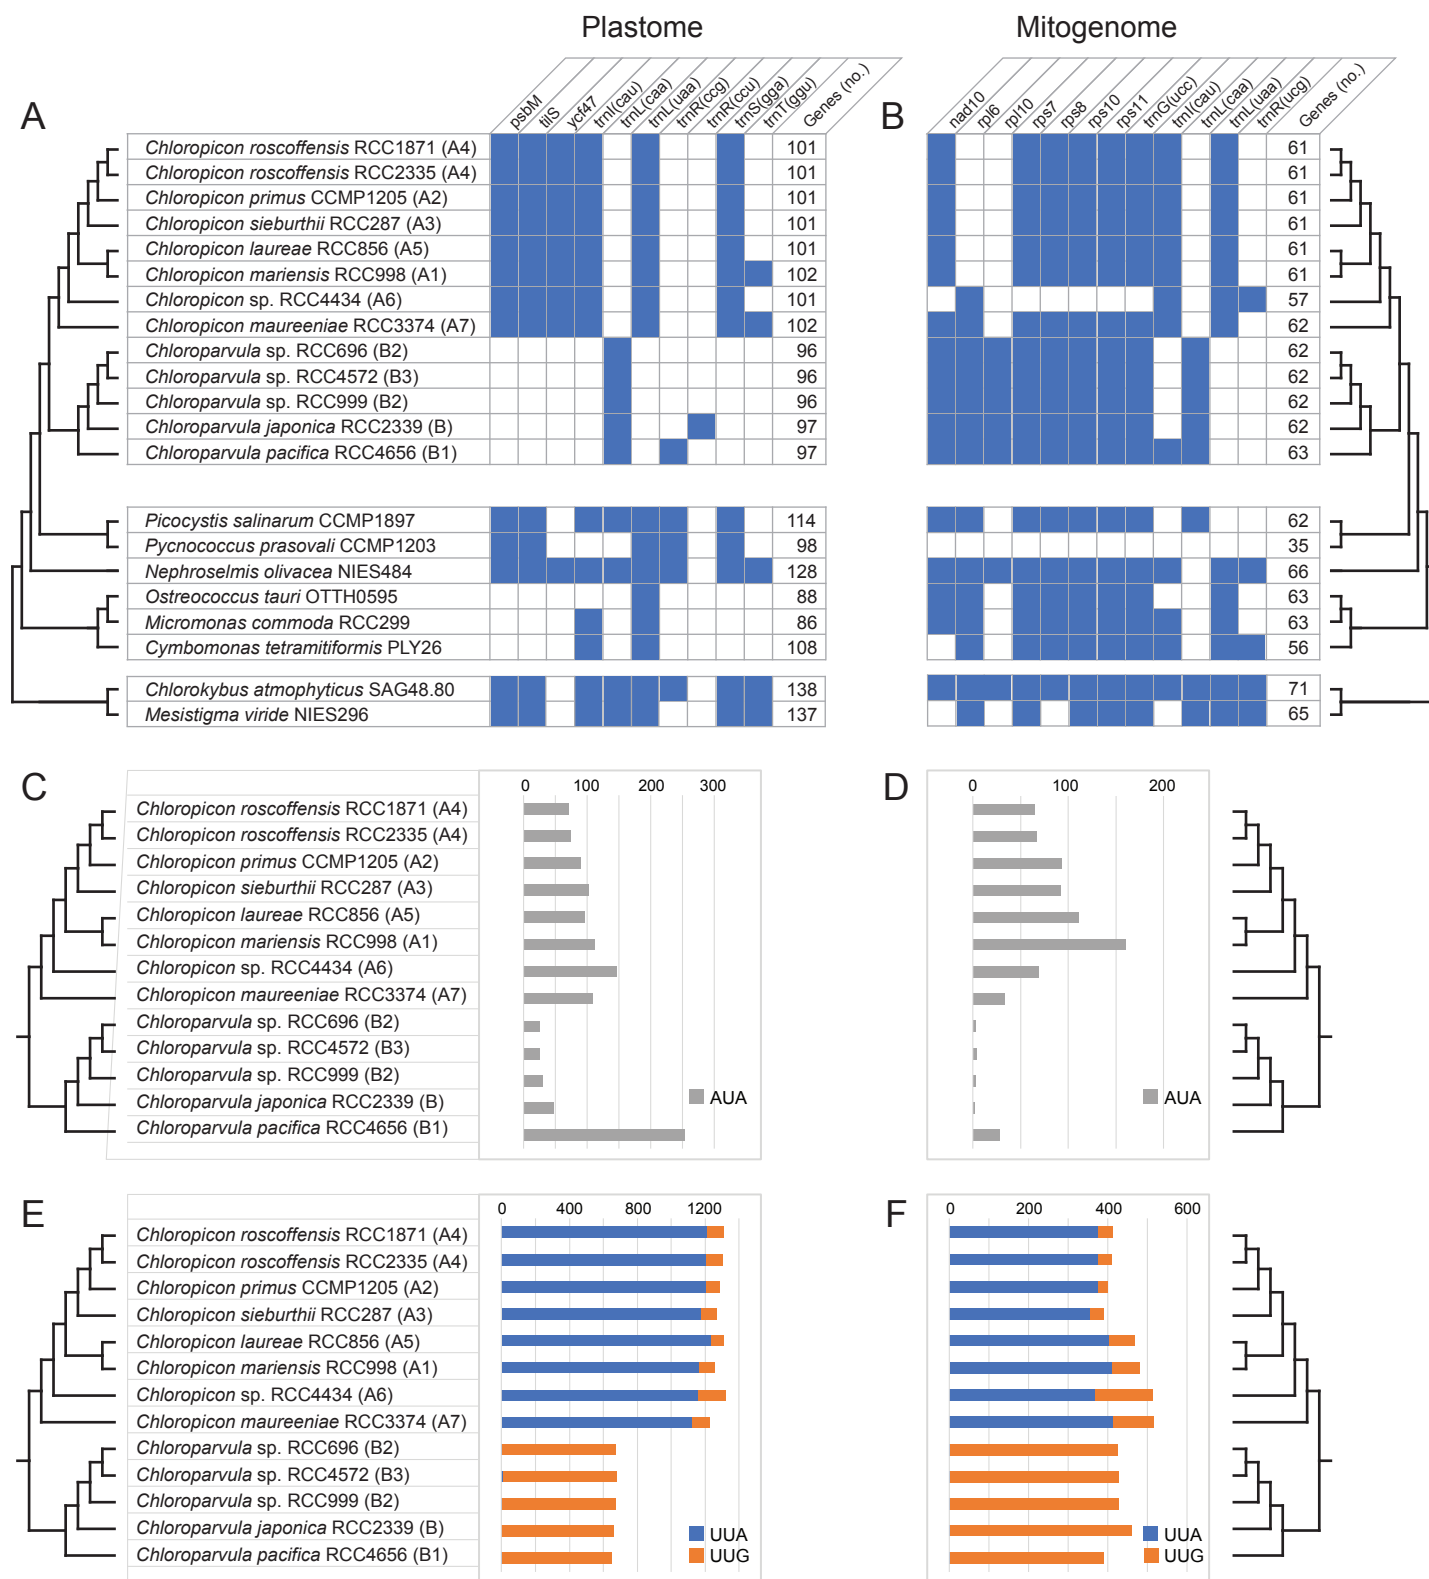 Plastome Mitogenome
A psbM tilS ycf47 trnI(cau) trnL(caa) trnL(uaa) trnR(ccg) trnR(ccu) trnS(gga) trnT(ggu) Genes (no.)
B nad10 rpl6 rpl10 rps7 rps8 rps10 rps11 trnG(ucc) trnI(cau) trnL(caa) trnL(uaa) trnR(ucg) Genes (no.)
Chloropicon roscoffensis RCC1871 (A4) 101 61
Chloropicon roscoffensis RCC2335 (A4) 101 61
Chloropicon primus CCMP1205 (A2) 101 61
Chloropicon sieburthii RCC287 (A3) 101 61
Chloropicon laureae RCC856 (A5) 101 61
Chloropicon mariensis RCC998 (A1) 102 61
Chloropicon sp. RCC4434 (A6) 101 57
Chloropicon maureeniae RCC3374 (A7) 102 62
Chloroparvula sp. RCC696 (B2) 96 62
Chloroparvula sp. RCC4572 (B3) 96 62
Chloroparvula sp. RCC999 (B2) 96 62
Chloroparvula japonica RCC2339 (B) 97 62
Chloroparvula pacifica RCC4656 (B1) 97 63
Picocystis salinarum CCMP1897 114 62
Pycnococcus prasovali CCMP1203 98 35
Nephroselmis olivacea NIES484 128 66
Ostreococcus tauri OTTH0595 88 63
Micromonas commoda RCC299 86 63
Cymbomonas tetramitiformis PLY26 108 56
Chlorokybus atmophyticus SAG48.80 138 71
Mesistigma viride NIES296 137 65
C 0 100 200 300 D 0 100 200
Chloropicon roscoffensis RCC1871 (A4)
Chloropicon roscoffensis RCC2335 (A4)
Chloropicon primus CCMP1205 (A2)
Chloropicon sieburthii RCC287 (A3)
Chloropicon laureae RCC856 (A5)
Chloropicon mariensis RCC998 (A1)
Chloropicon sp. RCC4434 (A6)
Chloropicon maureeniae RCC3374 (A7)
Chloroparvula sp. RCC696 (B2)
Chloroparvula sp. RCC4572 (B3)
Chloroparvula sp. RCC999 (B2)
AUA AUA
Chloroparvula japonica RCC2339 (B)
Chloroparvula pacifica RCC4656 (B1)
E 0 400 800 1200 F 0 200 400 600
Chloropicon roscoffensis RCC1871 (A4)
Chloropicon roscoffensis RCC2335 (A4)
Chloropicon primus CCMP1205 (A2)
Chloropicon sieburthii RCC287 (A3)
Chloropicon laureae RCC856 (A5)
Chloropicon mariensis RCC998 (A1)
Chloropicon sp. RCC4434 (A6)
Chloropicon maureeniae RCC3374 (A7)
Chloroparvula sp. RCC696 (B2)
Chloroparvula sp. RCC4572 (B3)
Chloroparvula sp. RCC999 (B2)
Chloroparvula japonica RCC2339 (B) UUA UUA
Chloroparvula pacifica RCC4656 (B1) UUG UUG